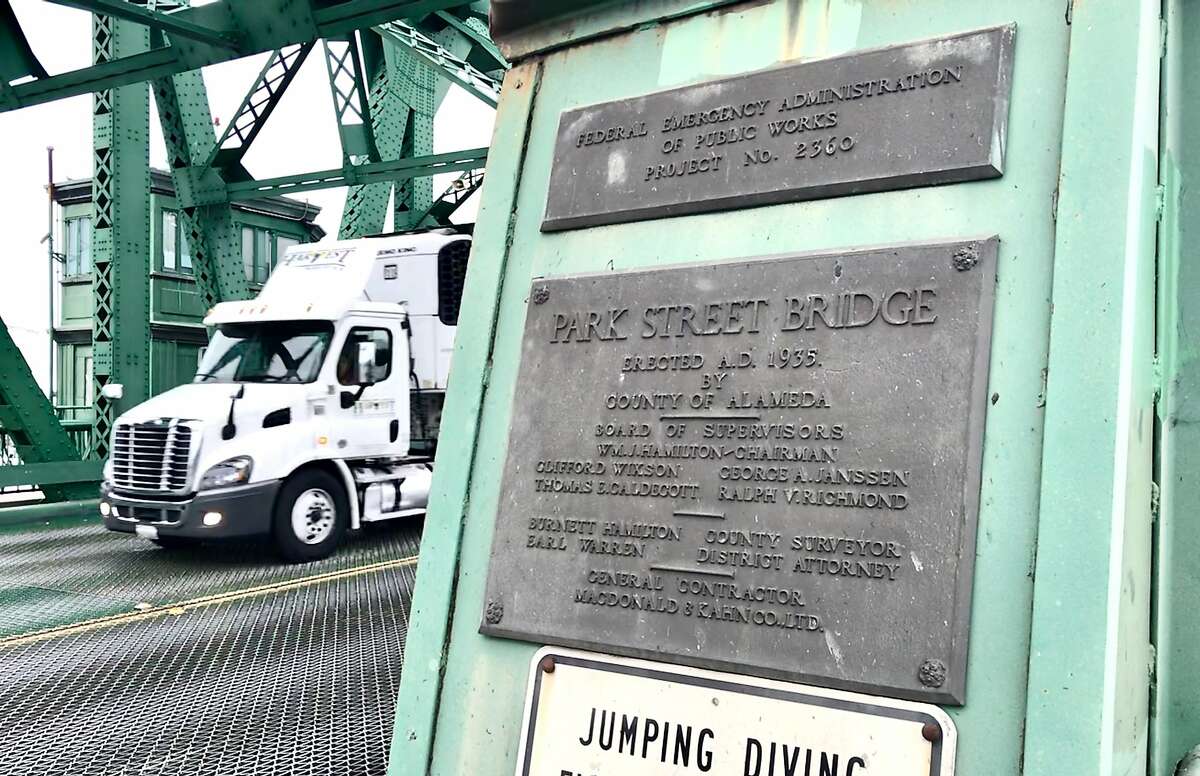 FEDERAL EMERGENCY ADMINISTRATION
OF PUBLIC WORKS
PROJECT NO. 2360
PARK STREET BRIDGE
ERECTED A.D. 1935.
BY
COUNTY OF ALAMEDA
BOARD OF SUPERVISORS
WM.J.HAMILTON-CHAIRMAN
CLIFFORD WIXSON GEORGE A.JANSSEN
THOMAS E.CALDECOTT RALPH V.RICHMOND
BURNETT HAMILTON COUNTY SURVEYOR
EARL WARREN DISTRICT ATTORNEY
GENERAL CONTRACTOR
MACDONALD & KAHN CO.,LTD.
JUMPING DIVING